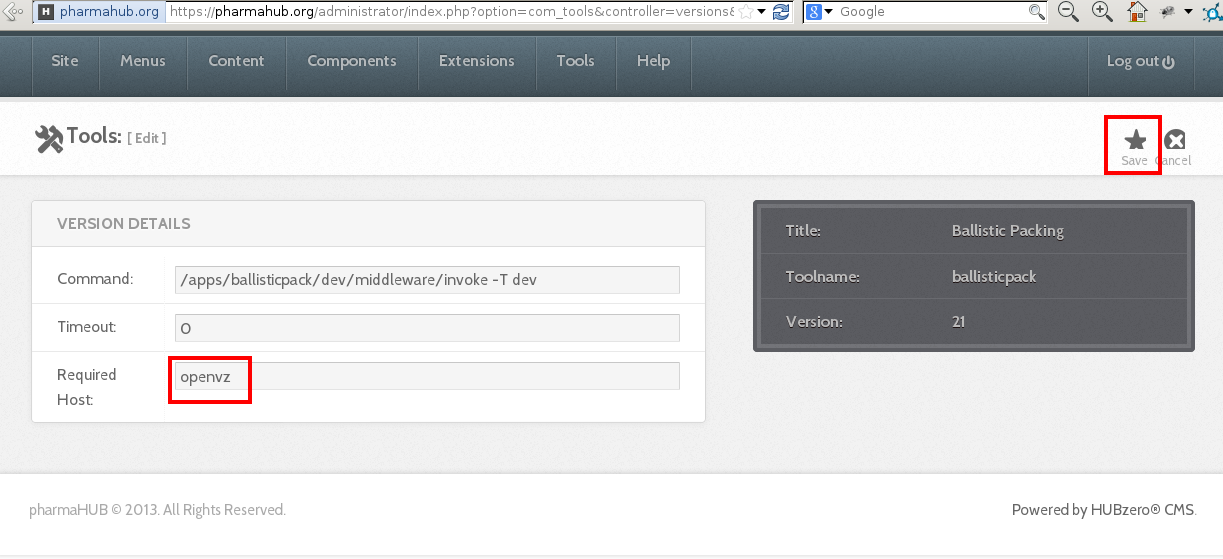 H pharmahub.org https://pharmahub.org/administrator/index.php?option=com_tools&controller=versions& 8 Google
Site Menus Content Components Extensions Tools Help Log out
Tools: [ Edit ]
Save Cancel
VERSION DETAILS
Command: /apps/ballisticpack/dev/middleware/invoke -T dev
Timeout: 0
Required
Host:
openvz
Title: Ballistic Packing
Toolname: ballisticpack
Version: 21
pharmaHUB © 2013. All Rights Reserved. Powered by HUBzero® CMS.